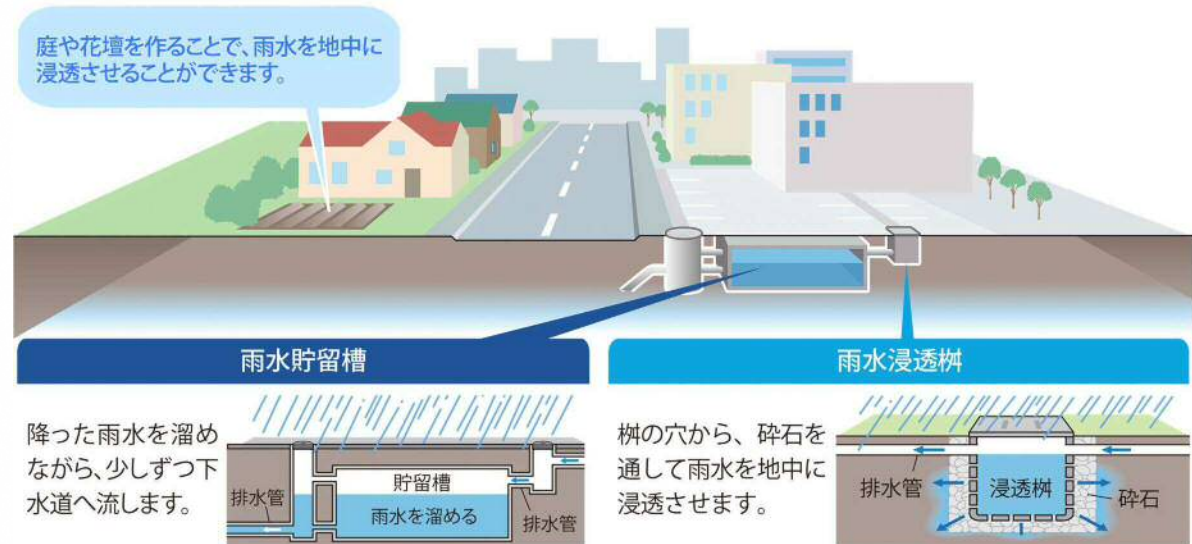 庭や花壇を作ることで、雨水を地中に
浸透させることができます。
雨水貯留槽
降った雨水を溜め
ながら、少しずつ下
水道へ流します。
貯留槽
雨水を溜める
排水管
排水管
雨水浸透桝
桝の穴から、砕石を
通して雨水を地中に
浸透させます。
排水管
浸透桝
砕石